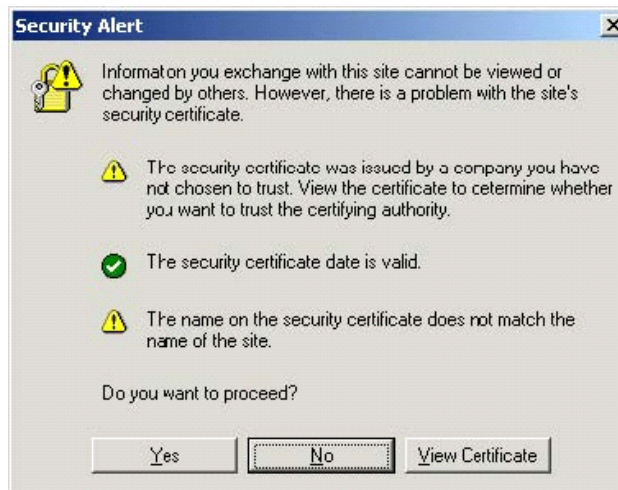 Security Alert
Informaton you exchange with this site cannot be viewed or
changed by others. However, there is a problem with the site's
security certificate.
The security certificate was issued by a company you have
not chosen to trust. View the certificate to cetermine whether
you want to trust the certifying authority.
The security certificate date is valid.
The name on the security certificate does not match the
name of the site.
Do you want to proceed?
Yes
No
View Certificate